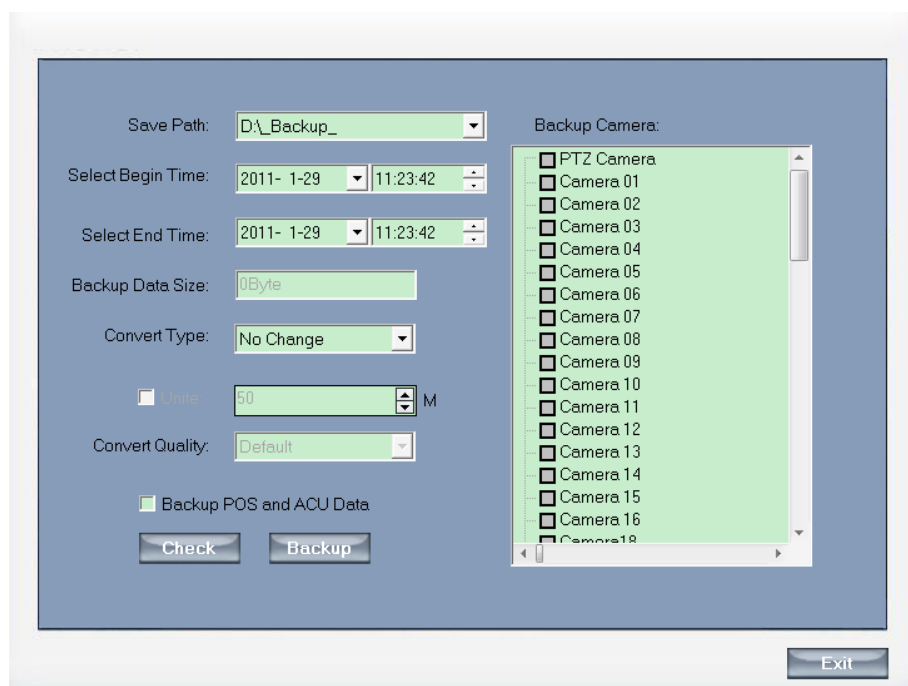 Save Path: D:\_Backup_
Select Begin Time: 2011- 1-29 11:23:42
Select End Time: 2011- 1-29 11:23:42
Backup Data Size: 0Byte
Convert Type: No Change
Unite 50 M
Convert Quality: Default
Backup POS and ACU Data
Check Backup
Backup Camera:
PTZ Camera
Camera 01
Camera 02
Camera 03
Camera 04
Camera 05
Camera 06
Camera 07
Camera 08
Camera 09
Camera 10
Camera 11
Camera 12
Camera 13
Camera 14
Camera 15
Camera 16
Camera18
Exit